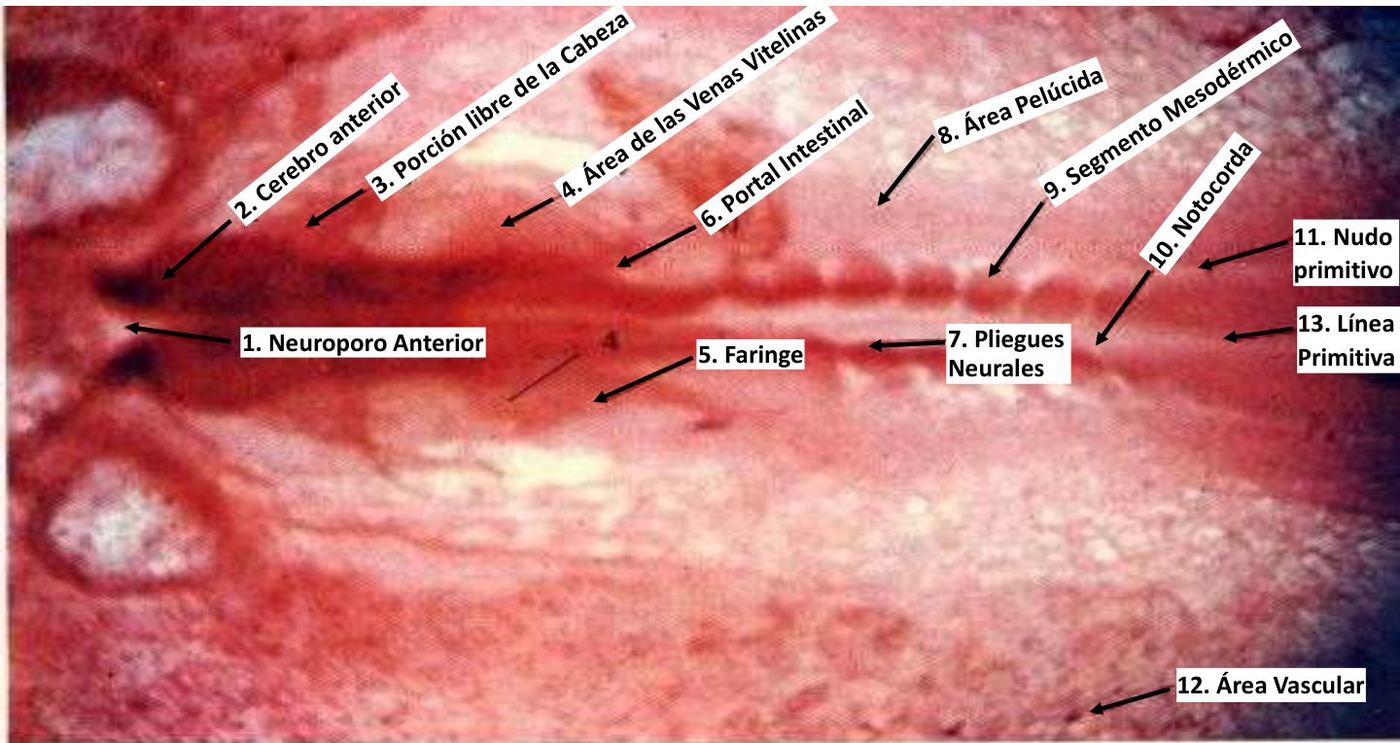 1. Neuroporo Anterior
2. Cerebro anterior
3. Porción libre de la Cabeza
4. Área de las Venas Vitelinas
5. Faringe
6. Portal Intestinal
7. Pliegues
Neurales
8. Área Pelúcida
9. Segmento Mesodérmico
10. Notocorda
11. Nudo
primitivo
12. Área Vascular
13. Línea
Primitiva
4